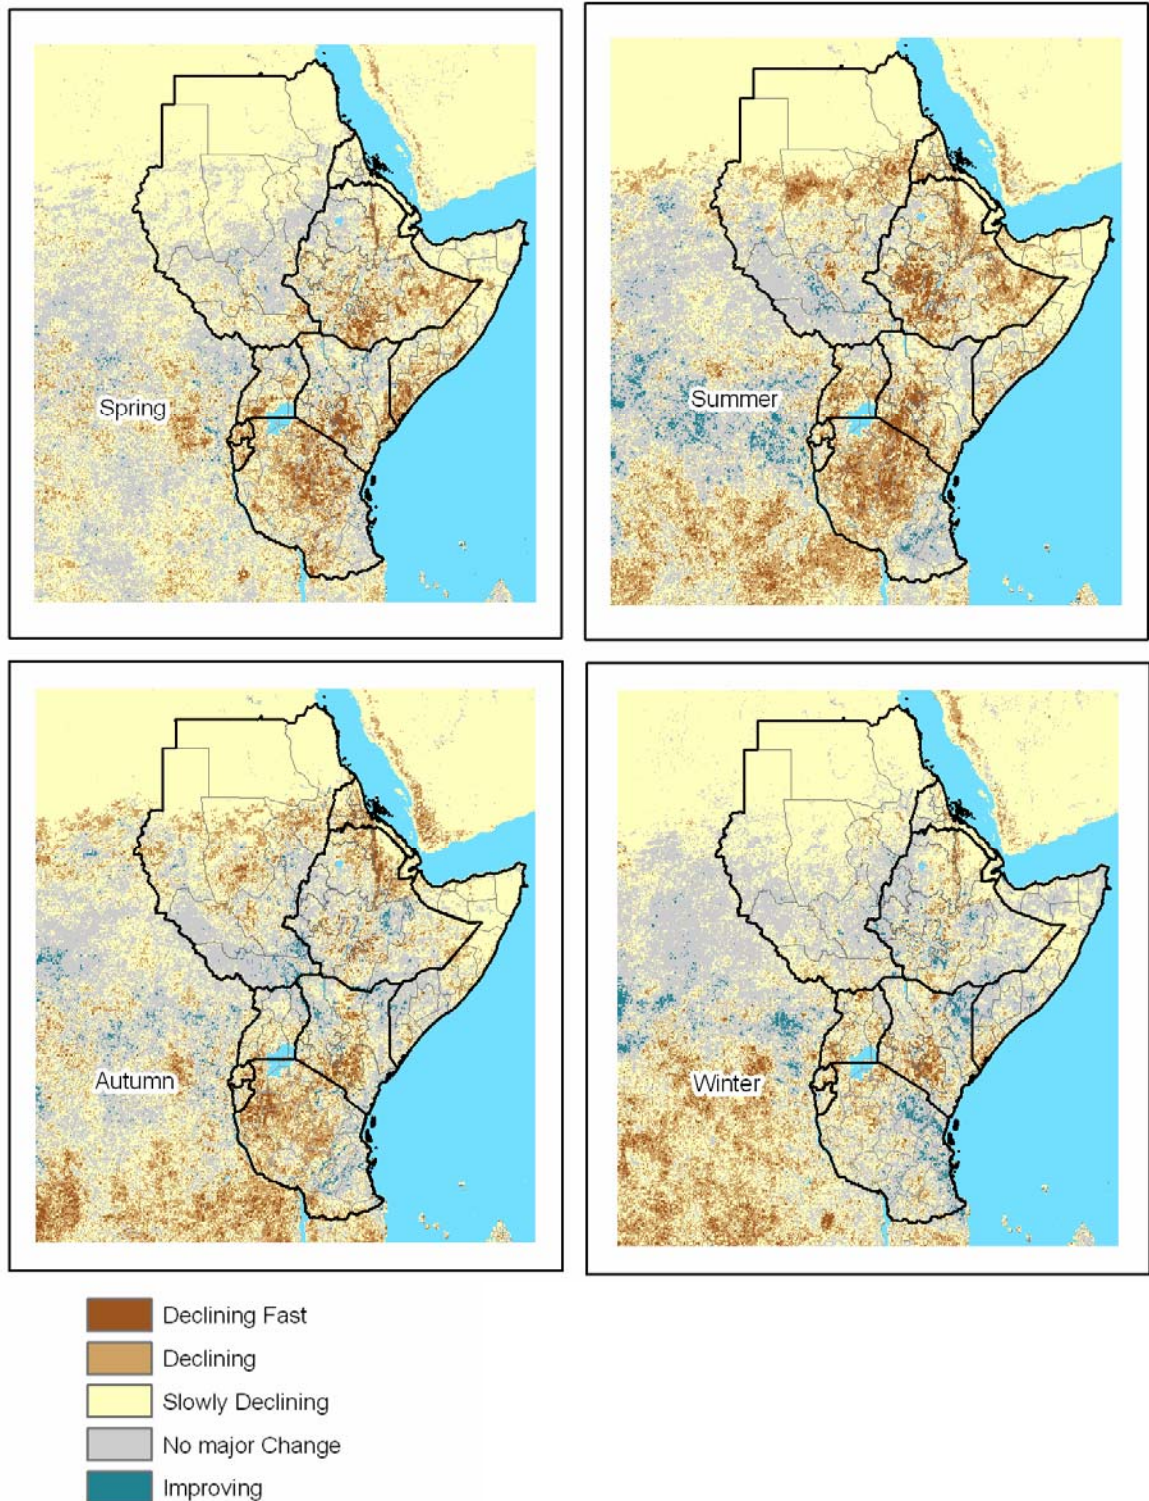 Spring
Summer
Autumn
Winter
Declining Fast
Declining
Slowly Declining
No major Change
Improving